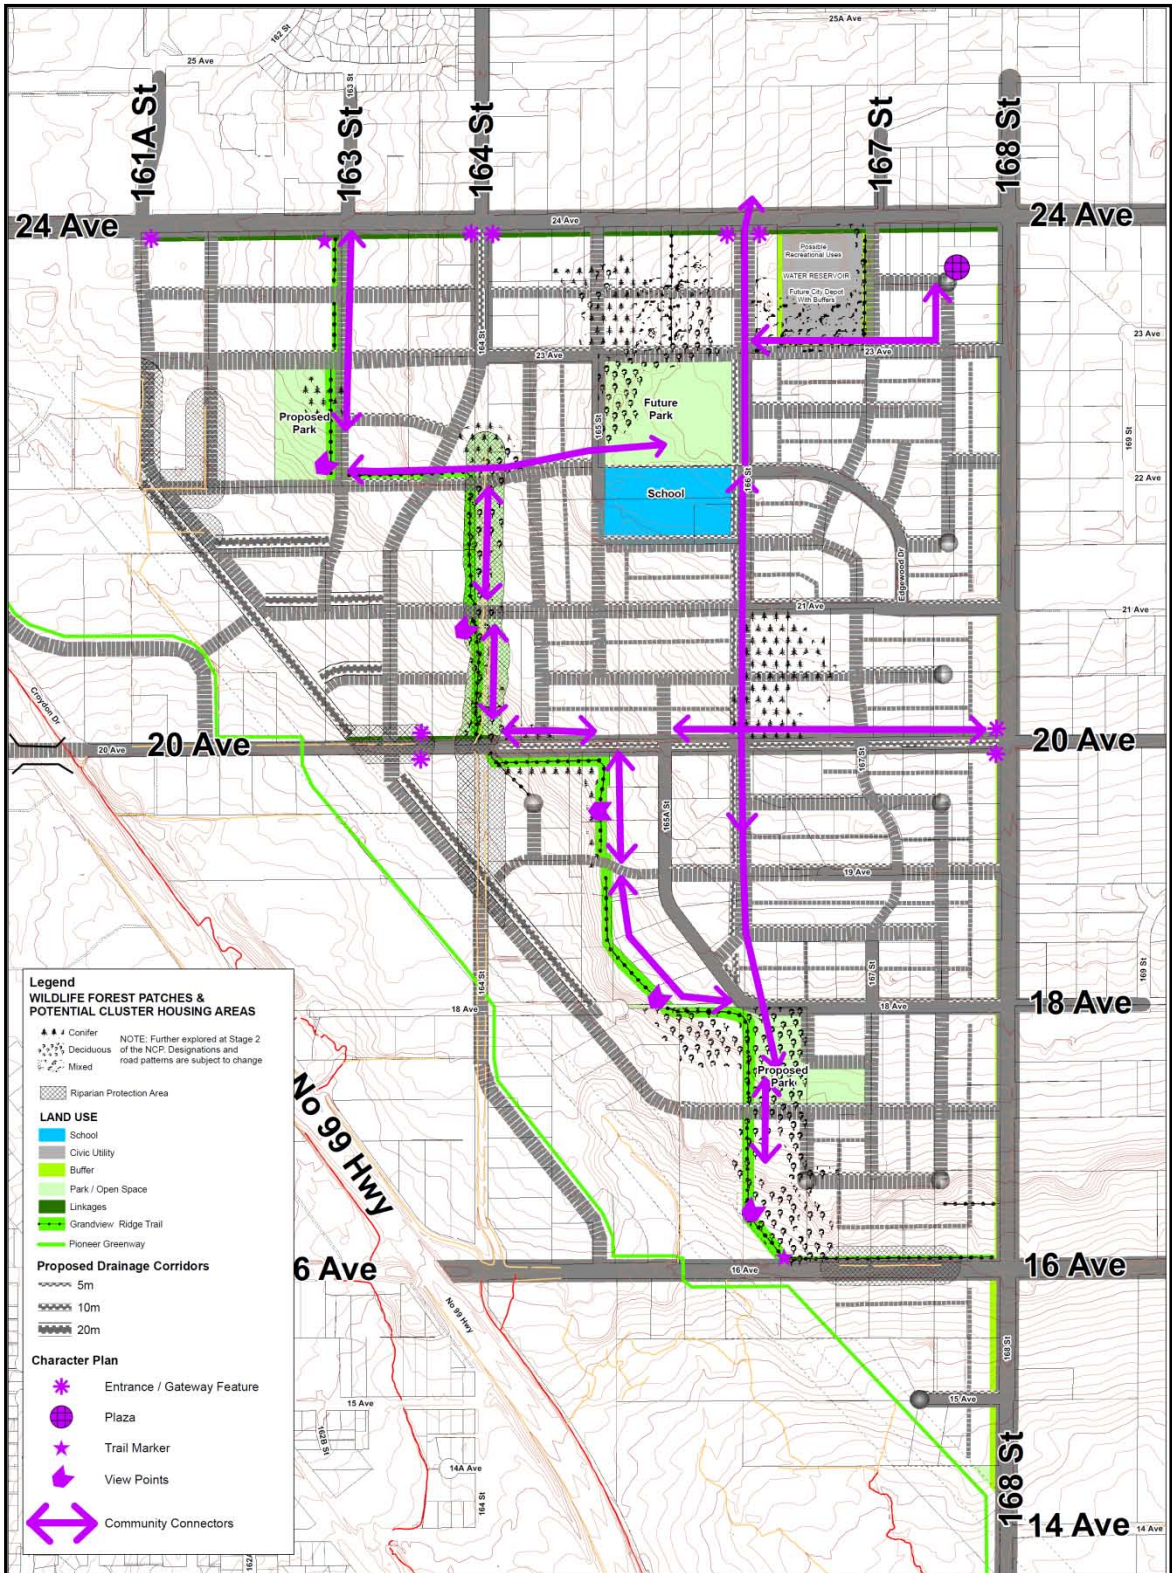 25A Ave
162 St
25 Ave
163 St
161A St
163 St
164 St
167 St
168 St
24 Ave
24 Ave
24 Ave
Possible
Recreational Uses
WATER RESERVOIR
Future City Depot
With Buffers
164 St
23 Ave
23 Ave
23 Ave
165 St
169 St
Proposed
Park
Future
Park
School
166 St
22 Ave
Edgewood Dr
21 Ave
21 Ave
Croydon Dr
20 Ave
20 Ave
20 Ave
167 St
165A St
19 Ave
167 St
169 St
164 St
18 Ave
18 Ave
18 Ave
Proposed
Park
No 99 Hwy
6 Ave
16 Ave
16 Ave
No 99 Hwy
168 St
15 Ave
15 Ave
162B St
14A Ave
164 St
168 St
14 Ave
14 Ave
162A
Legend
WILDLIFE FOREST PATCHES &
POTENTIAL CLUSTER HOUSING AREAS
Conifer
Deciduous
Mixed
NOTE: Further explored at Stage 2
of the NCP. Designations and
road patterns are subject to change
Riparian Protection Area
LAND USE
School
Civic Utility
Buffer
Park / Open Space
Linkages
Grandview Ridge Trail
Pioneer Greenway
Proposed Drainage Corridors
5m
10m
20m
Character Plan
Entrance / Gateway Feature
Plaza
Trail Marker
View Points
Community Connectors